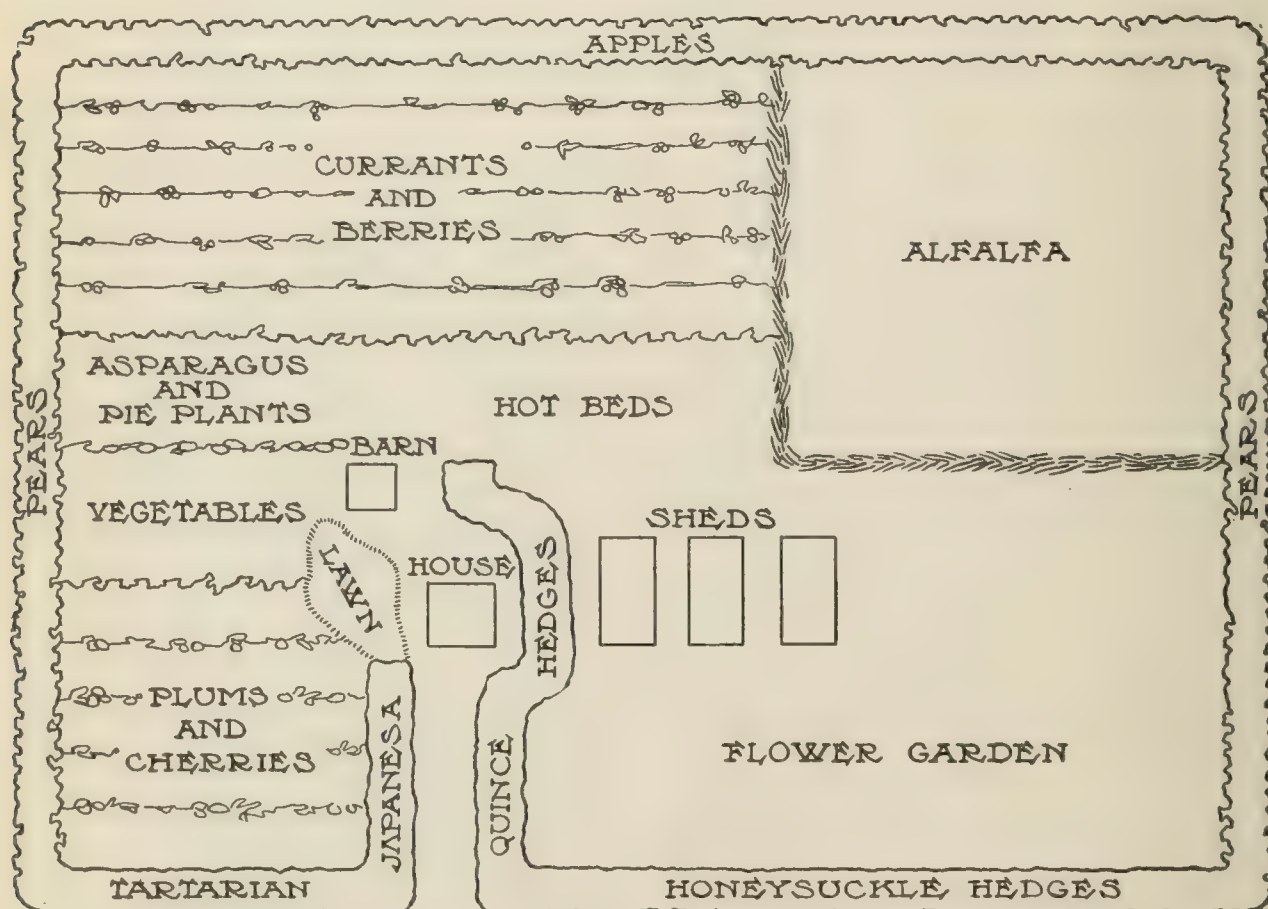 APPLES
CURRANTS
AND
BERRIES
ALFALFA
ASPARAGUS
AND
PIE PLANTS
HOT BEDS
PEARS
PEARS
BARN
VEGETABLES
SHEDS
LAWN
HOUSE
HEDGES
PLUMS
AND
CHERRIES
JAPANESA
QUINCE
FLOWER GARDEN
TARTARIAN
HONEYSUCKLE HEDGES